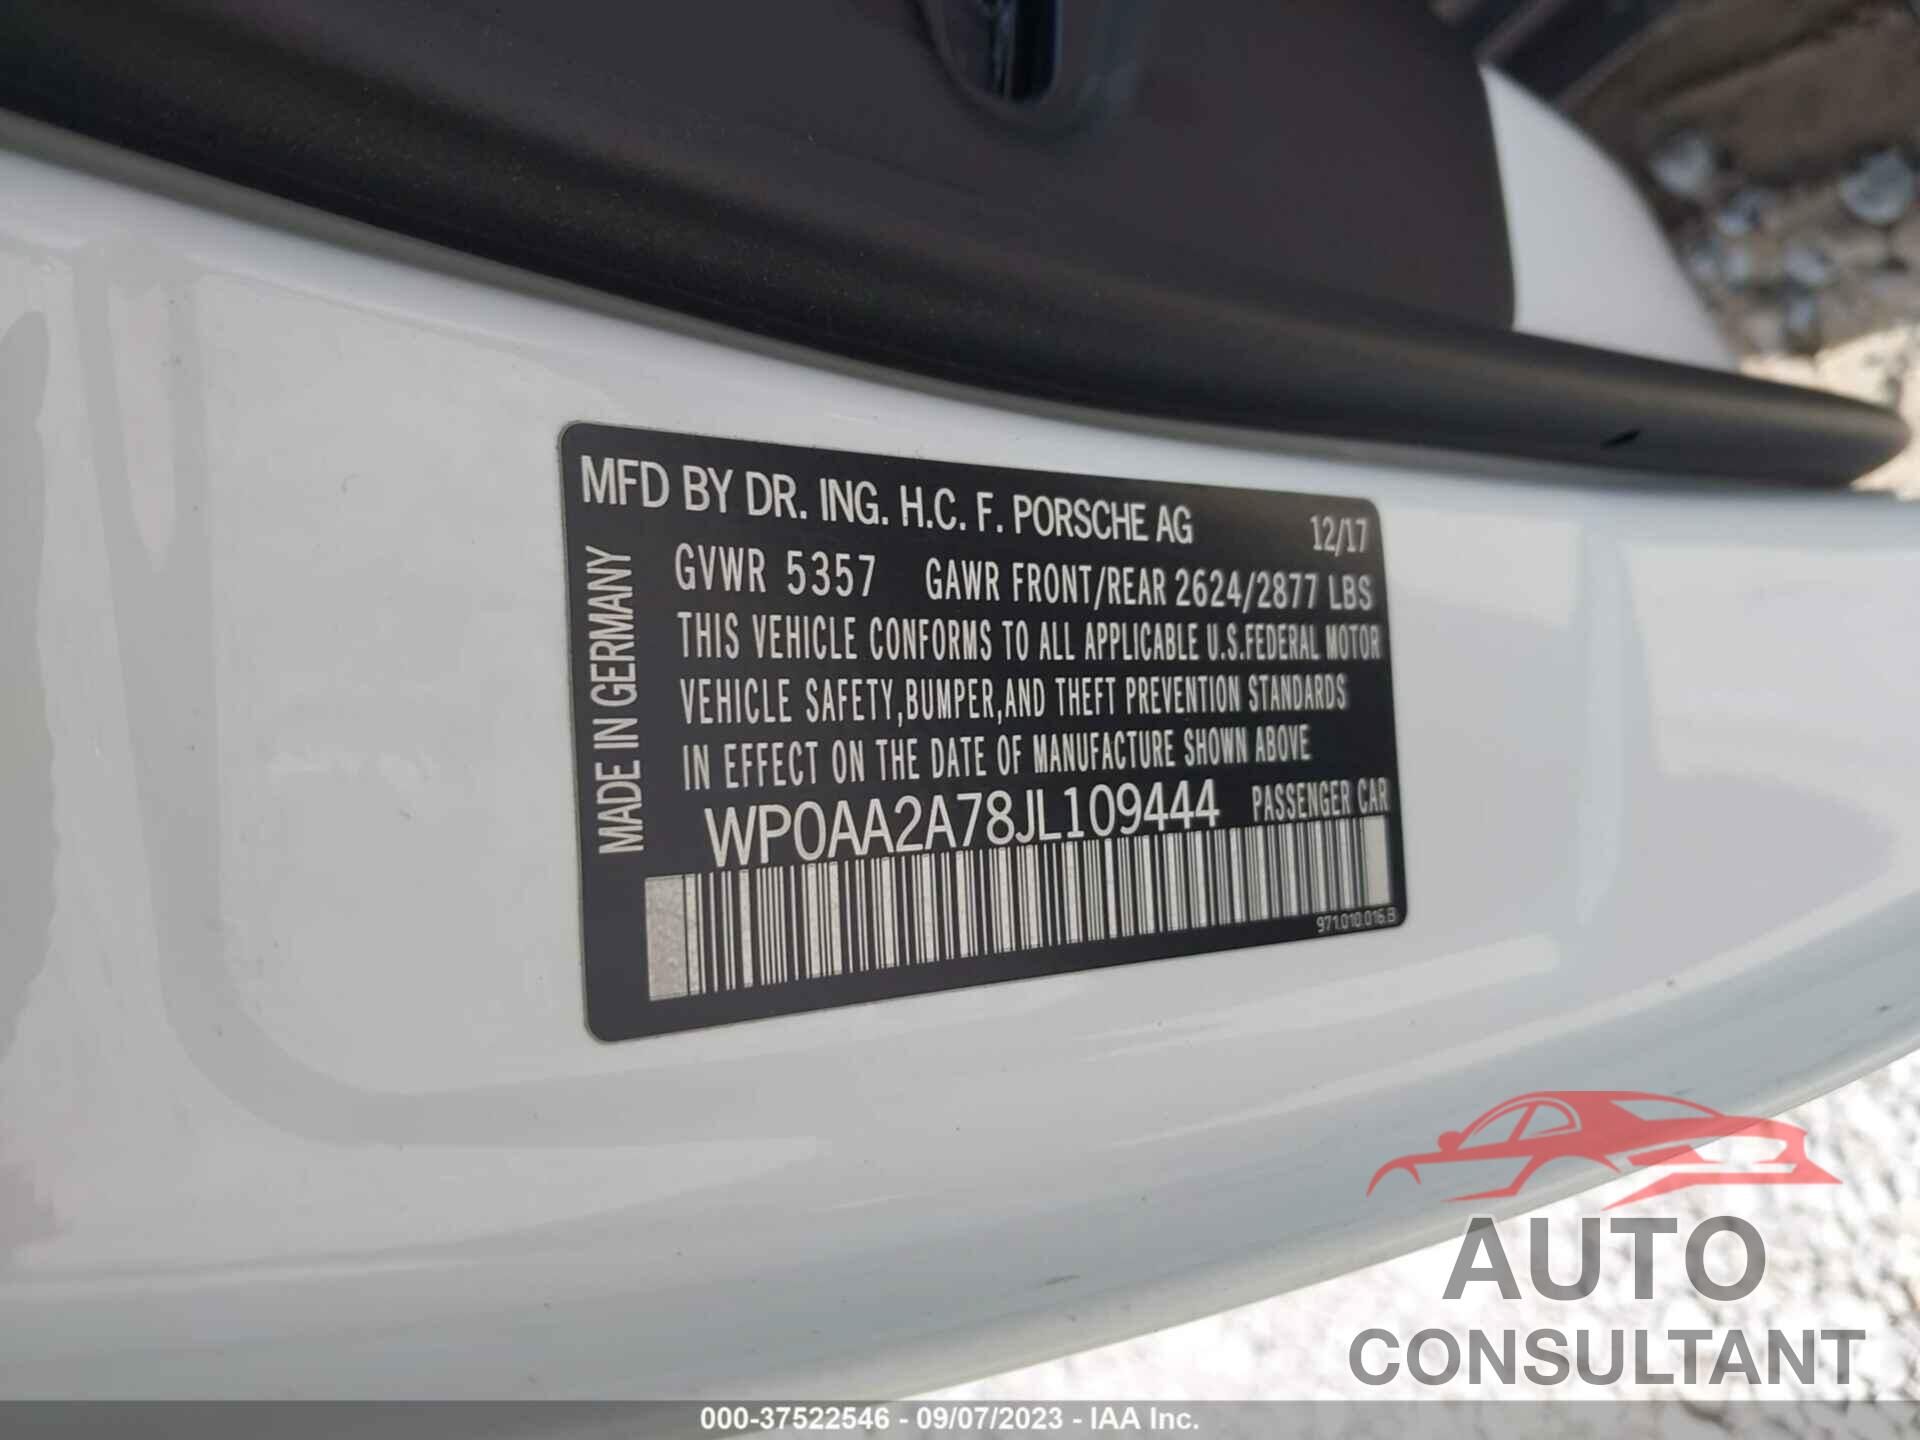 MFD BY DR. ING. H.C. F. PORSCHE AG 12/17
GVWR 5357 GAWR FRONT/REAR 2624/2877 LBS
THIS VEHICLE CONFORMS TO ALL APPLICABLE U.S.FEDERAL MOTOR
VEHICLE SAFETY,BUMPER,AND THEFT PREVENTION STANDARDS
IN EFFECT ON THE DATE OF MANUFACTURE SHOWN ABOVE
WP0AA2A78JL109444 PASSENGER CAR
MADE IN GERMANY
971.010.016.B
AUTO
CONSULTANT
000-37522546 - 09/07/2023 - IAA Inc.